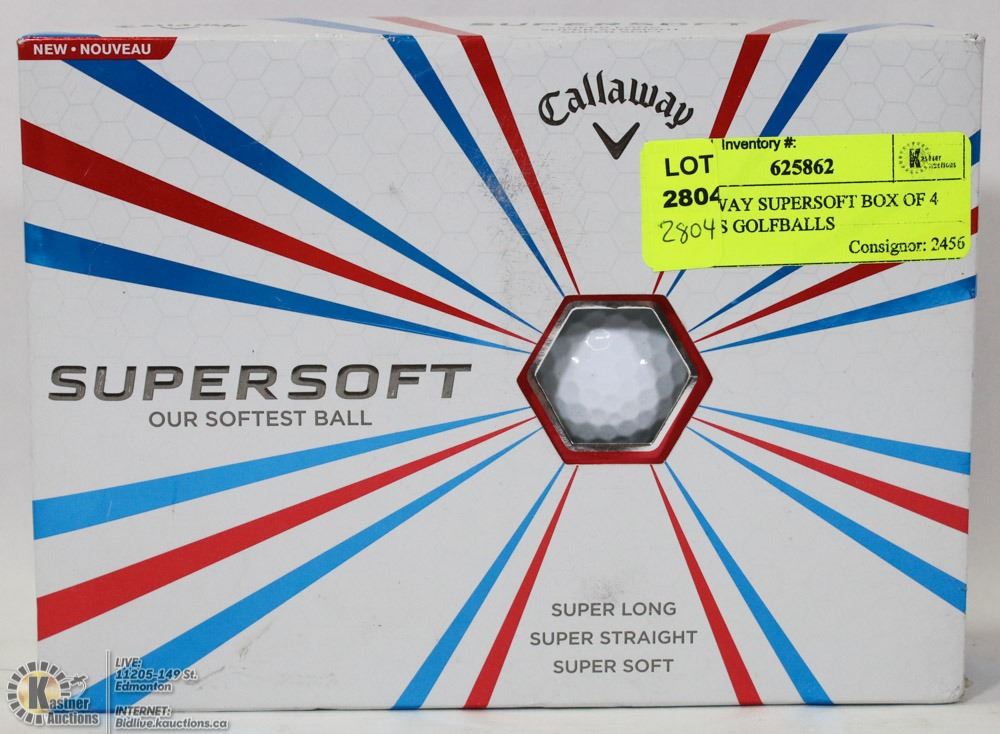 SUPERSOFT
NEW • NOUVEAU
Callaway
Inventory #:
LOT
625862
2804
WAY SUPERSOFT BOX OF 4
2804
S GOLFBALLS
Consignor: 2456
SUPERSOFT
OUR SOFTEST BALL
SUPER LONG
SUPER STRAIGHT
SUPER SOFT
K
Kastner
Auctions
LIVE:
11205-149 St.
Edmonton
INTERNET:
Bidlive.kauctions.ca